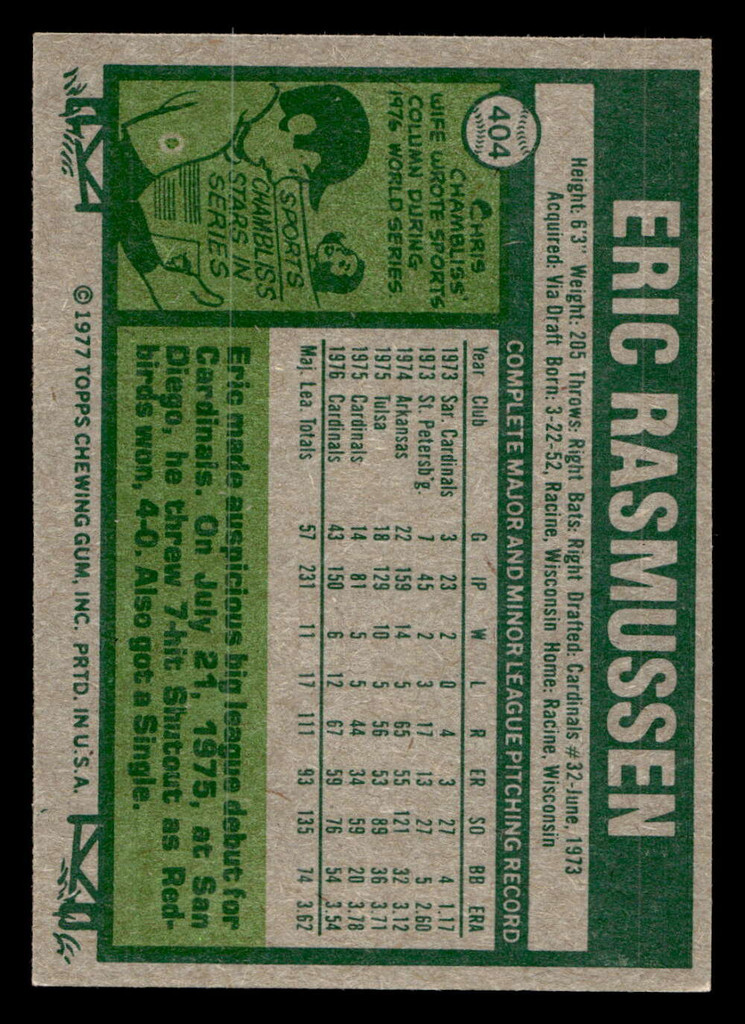 404
ERIC RASMUSSEN
Height: 6'3" Weight: 205 Throws: Right Bats: Right Drafted: Cardinals #32-June, 1973
Acquired: Via Draft Born: 3-22-52, Racine, Wisconsin Home: Racine, Wisconsin
COMPLETE MAJOR AND MINOR LEAGUE PITCHING RECORD
Year Club G IP W L R ER SO BB ERA
1973 Sar. Cardinals 3 23 2 0 4 3 27 4 1.17
1973 St. Petersb'g. 7 45 2 3 17 13 27 5 2.60
1974 Arkansas 22 159 14 5 65 55 121 32 3.12
1975 Tulsa 18 129 10 5 56 53 89 36 3.71
1975 Cardinals 14 81 5 5 44 34 59 20 3.78
1976 Cardinals 43 150 6 12 67 59 76 54 3.54
Maj. Lea. Totals 57 231 11 17 111 93 135 74 3.62
CHRIS
CHAMBLISS'
WIFE WROTE SPORTS
COLUMN DURING
1976 WORLD SERIES.
SPORTS
CHAMBLISS
STARS IN
SERIES
Eric made auspicious big league debut for
Cardinals. On July 21, 1975, at San
Diego, he threw 7-hit Shutout as Red-
birds won, 4-0. Also got a Single.
© 1977 TOPPS CHEWING GUM, INC. PRTD. IN U.S.A.